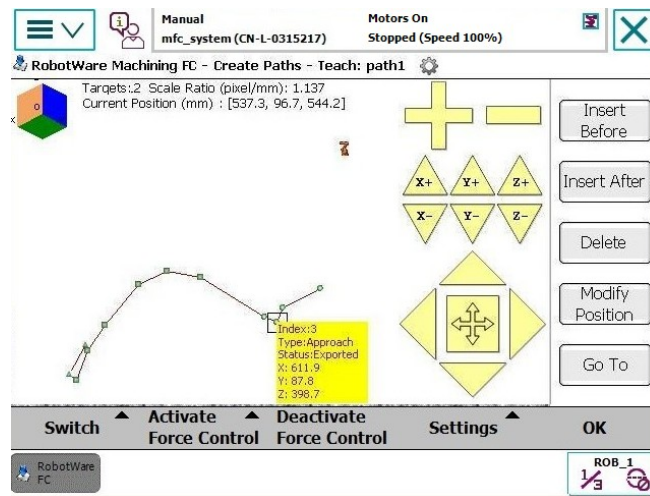 Manual
mfc_system (CN-L-0315217)
Motors On
Stopped (Speed 100%)
RobotWare Machining FC - Create Paths - Teach: path1
Targets:.2 Scale Ratio (pixel/mm): 1.137
Current Position (mm) : [537.3, 96.7, 544.2]
Insert Before
X+ Y+ Z+
Insert After
X- Y- Z-
Delete
Modify Position
Go To
Index:3
Type:Approach
Status:Exported
X: 611.9
Y: 87.8
Z: 398.7
Switch
Activate Force Control
Deactivate Force Control
Settings
OK
RobotWare FC
ROB_1
1/3